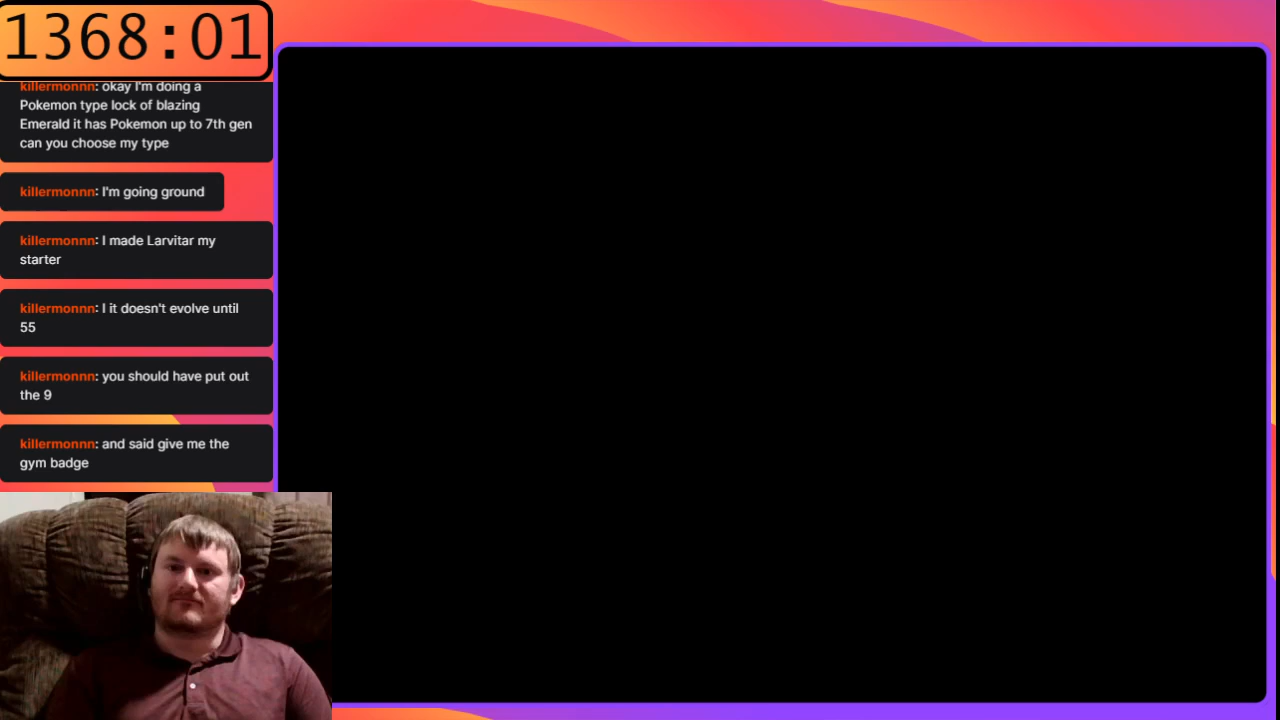 1368:01
killermonnn: okay I'm doing a
Pokemon type lock of blazing
Emerald it has Pokemon up to 7th gen
can you choose my type
killermonnn: I'm going ground
killermonnn: I made Larvitar my
starter
killermonnn: I it doesn't evolve until
55
killermonnn: you should have put out
the 9
killermonnn: and said give me the
gym badge